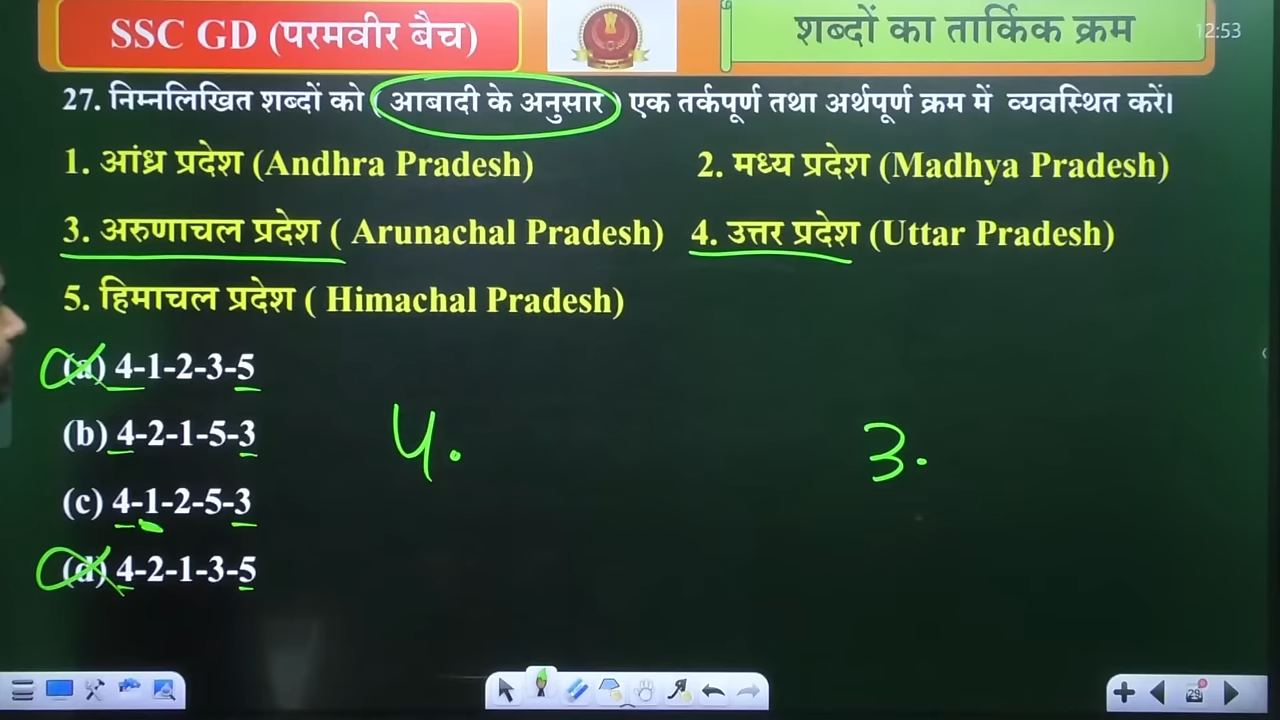 SSC GD (परमवीर बैच)
शब्दों का तार्किक क्रम
12:53
27. निम्नलिखित शब्दों को (आबादी के अनुसार) एक तर्कपूर्ण तथा अर्थपूर्ण क्रम में व्यवस्थित करें।
1. आंध्र प्रदेश (Andhra Pradesh) 2. मध्य प्रदेश (Madhya Pradesh)
3. अरुणाचल प्रदेश ( Arunachal Pradesh) 4. उत्तर प्रदेश (Uttar Pradesh)
5. हिमाचल प्रदेश ( Himachal Pradesh)
(a) 4-1-2-3-5
(b) 4-2-1-5-3
4. 3.
(c) 4-1-2-5-3
(d) 4-2-1-3-5